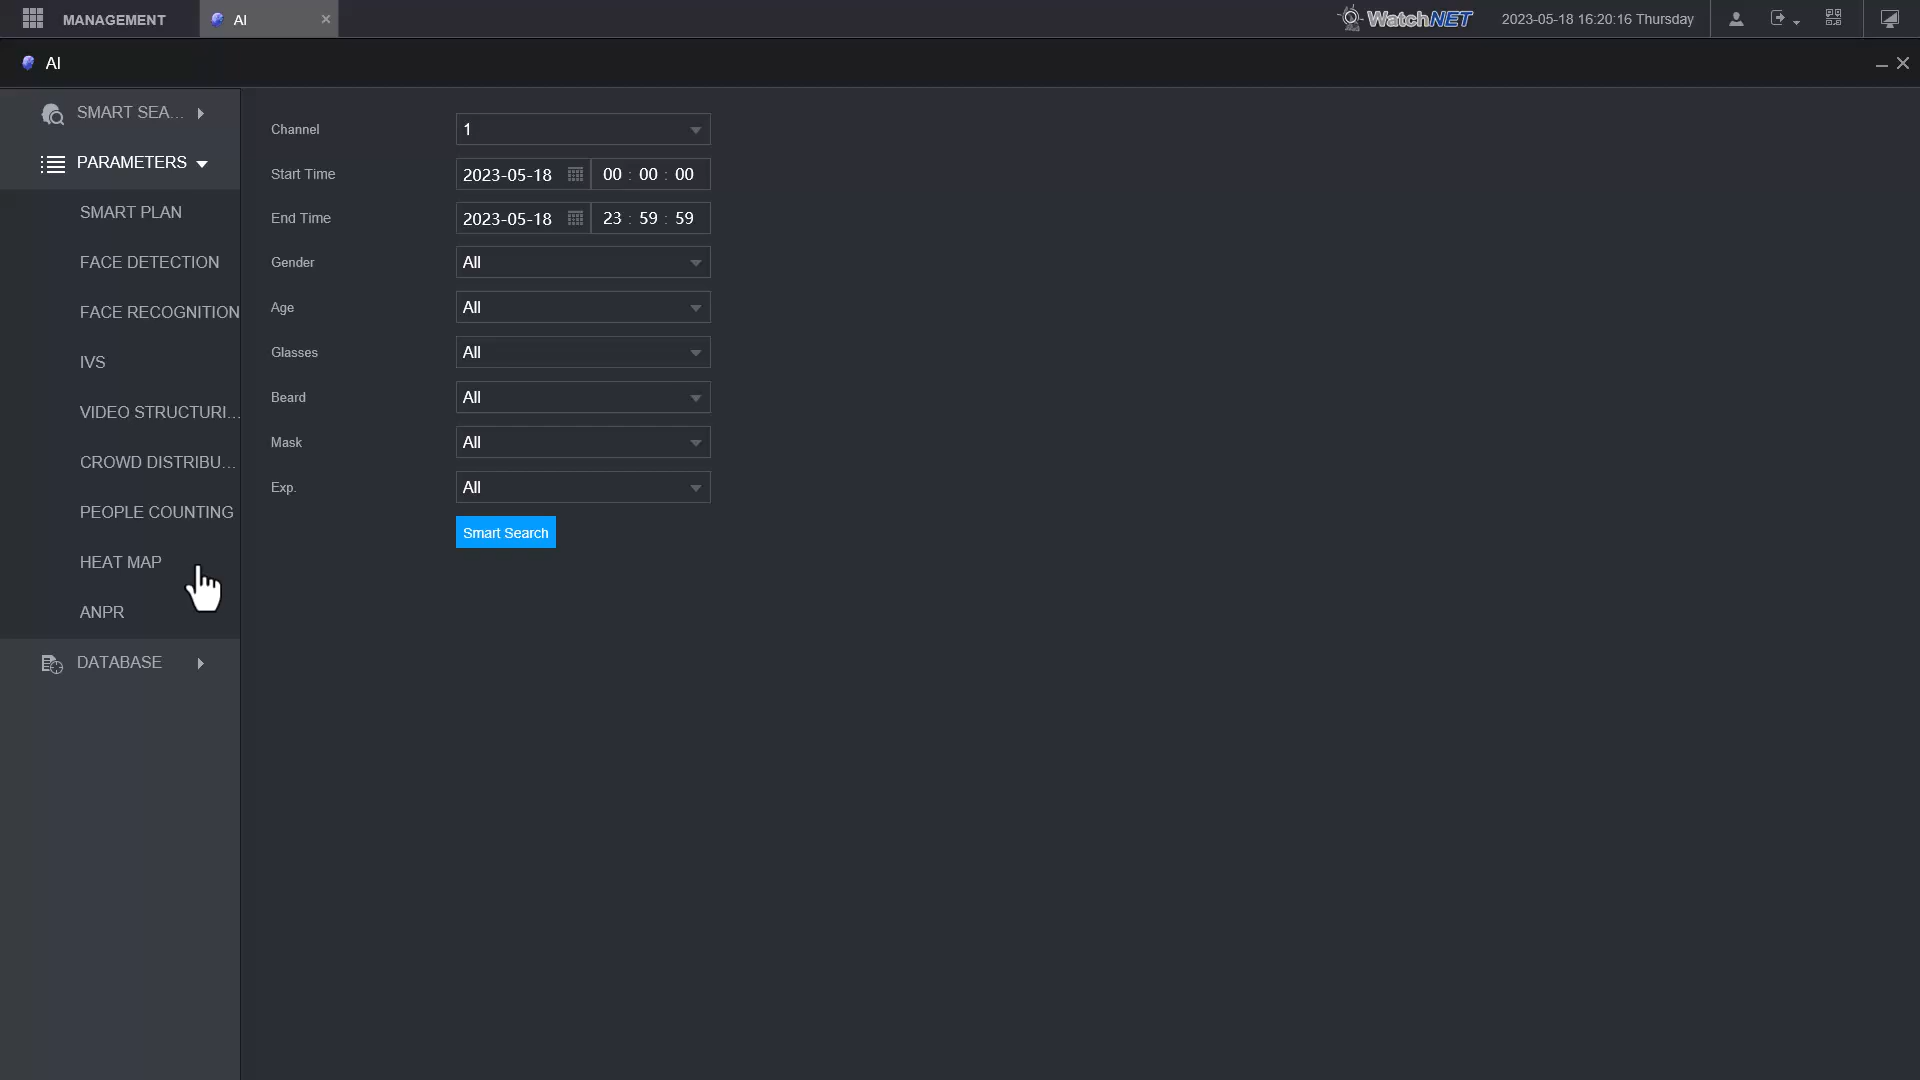 MANAGEMENT
AI
WatchNET
2023-05-18 16:20:16 Thursday
AI
SMART SEA...
PARAMETERS
SMART PLAN
FACE DETECTION
FACE RECOGNITION
IVS
VIDEO STRUCTURI...
CROWD DISTRIBU...
PEOPLE COUNTING
HEAT MAP
ANPR
DATABASE
Channel 1
Start Time 2023-05-18 00 : 00 : 00
End Time 2023-05-18 23 : 59 : 59
Gender All
Age All
Glasses All
Beard All
Mask All
Exp. All
Smart Search